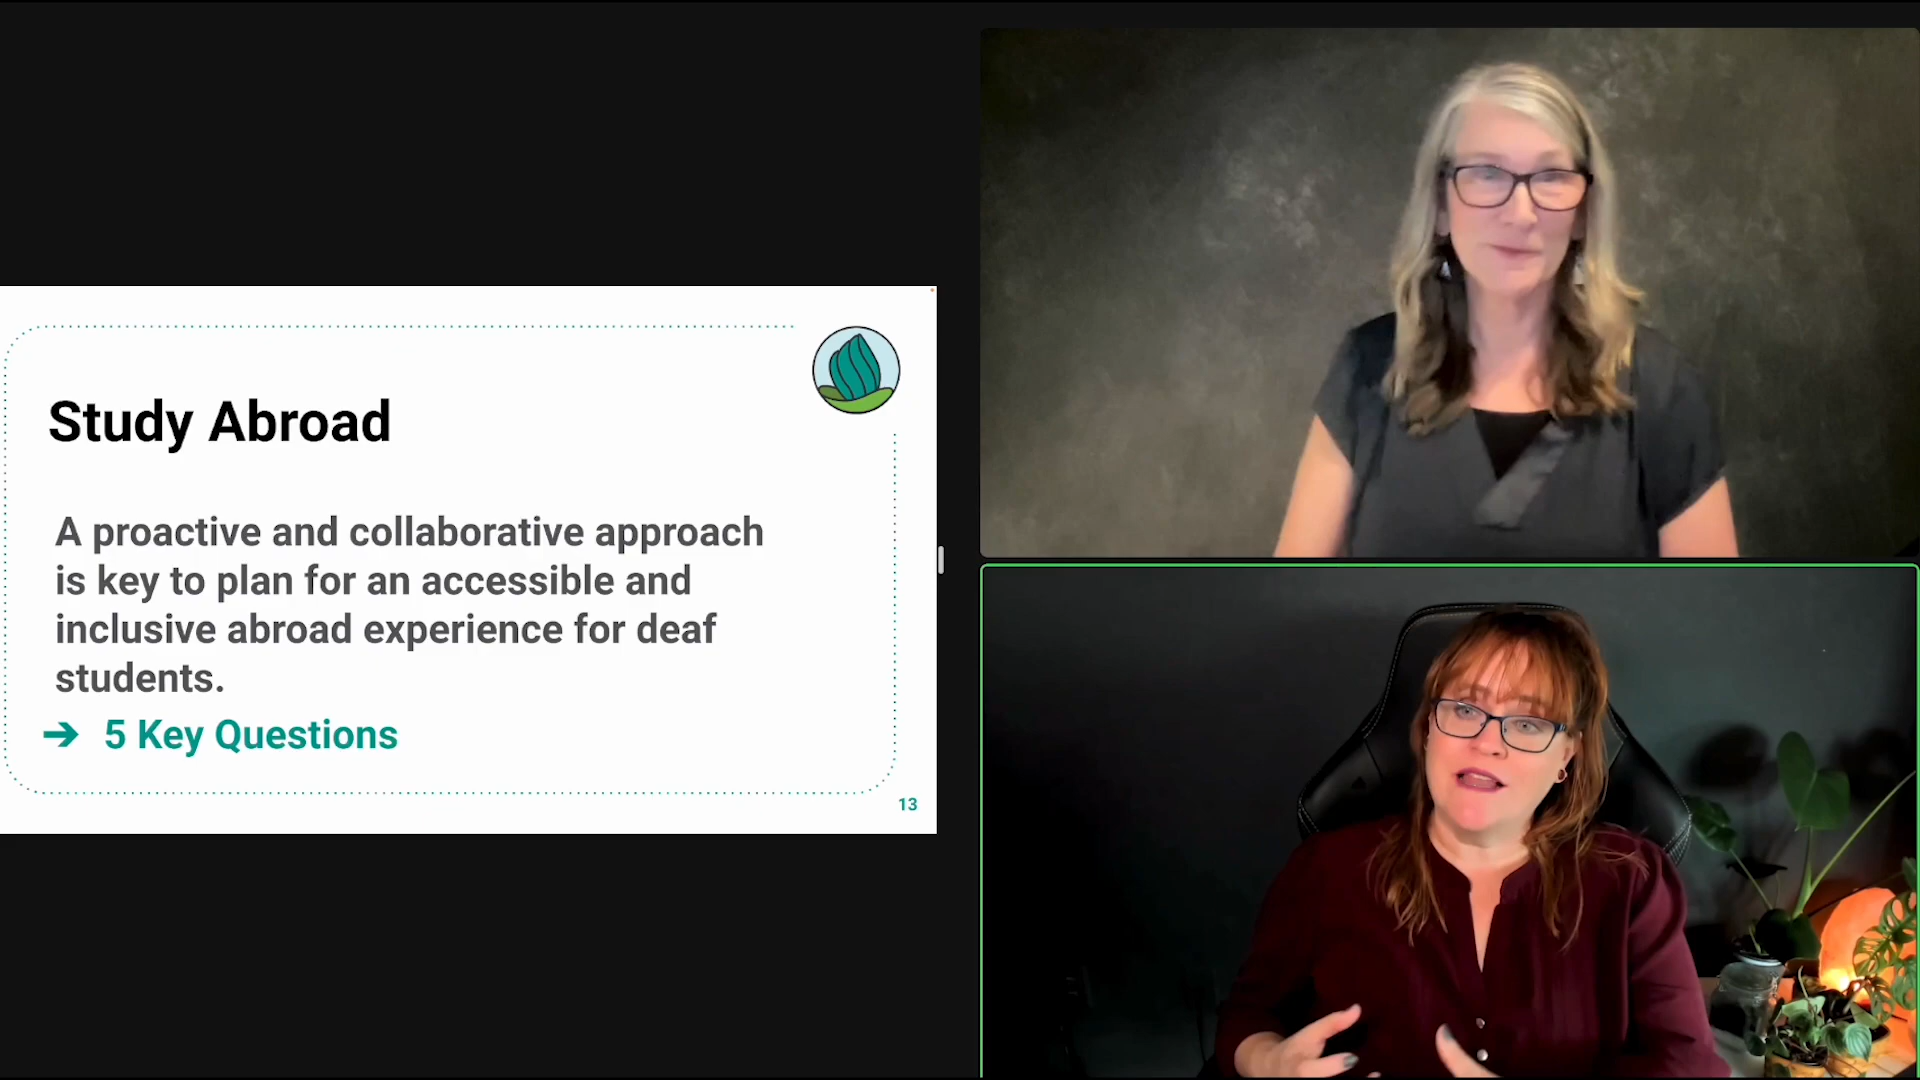 Study Abroad
A proactive and collaborative approach
is key to plan for an accessible and
inclusive abroad experience for deaf
students.
➔ 5 Key Questions
13